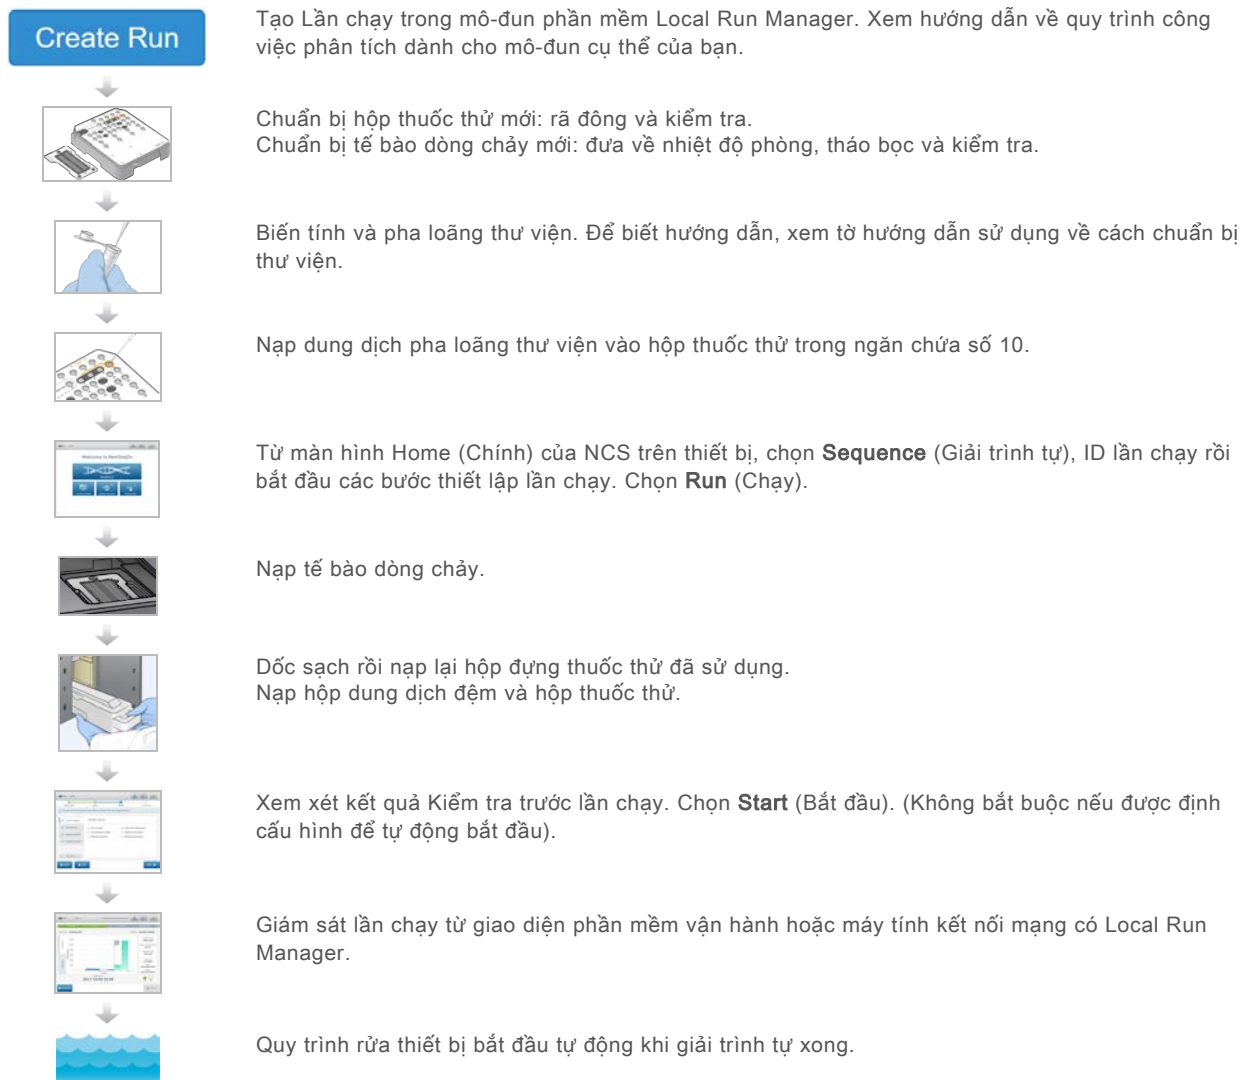 Create Run
Tạo Lần chạy trong mô-đun phần mềm Local Run Manager. Xem hướng dẫn về quy trình công
việc phân tích dành cho mô-đun cụ thể của bạn.
Chuẩn bị hộp thuốc thử mới: rã đông và kiểm tra.
Chuẩn bị tế bào dòng chảy mới: đưa về nhiệt độ phòng, tháo bọc và kiểm tra.
Biến tính và pha loãng thư viện. Để biết hướng dẫn, xem tờ hướng dẫn sử dụng về cách chuẩn bị
thư viện.
Nạp dung dịch pha loãng thư viện vào hộp thuốc thử trong ngăn chứa số 10.
Từ màn hình Home (Chính) của NCS trên thiết bị, chọn Sequence (Giải trình tự), ID lần chạy rồi
bắt đầu các bước thiết lập lần chạy. Chọn Run (Chạy).
Nạp tế bào dòng chảy.
Dốc sạch rồi nạp lại hộp đựng thuốc thử đã sử dụng.
Nạp hộp dung dịch đệm và hộp thuốc thử.
Xem xét kết quả Kiểm tra trước lần chạy. Chọn Start (Bắt đầu). (Không bắt buộc nếu được định
cấu hình để tự động bắt đầu).
Giám sát lần chạy từ giao diện phần mềm vận hành hoặc máy tính kết nối mạng có Local Run
Manager.
Quy trình rửa thiết bị bắt đầu tự động khi giải trình tự xong.